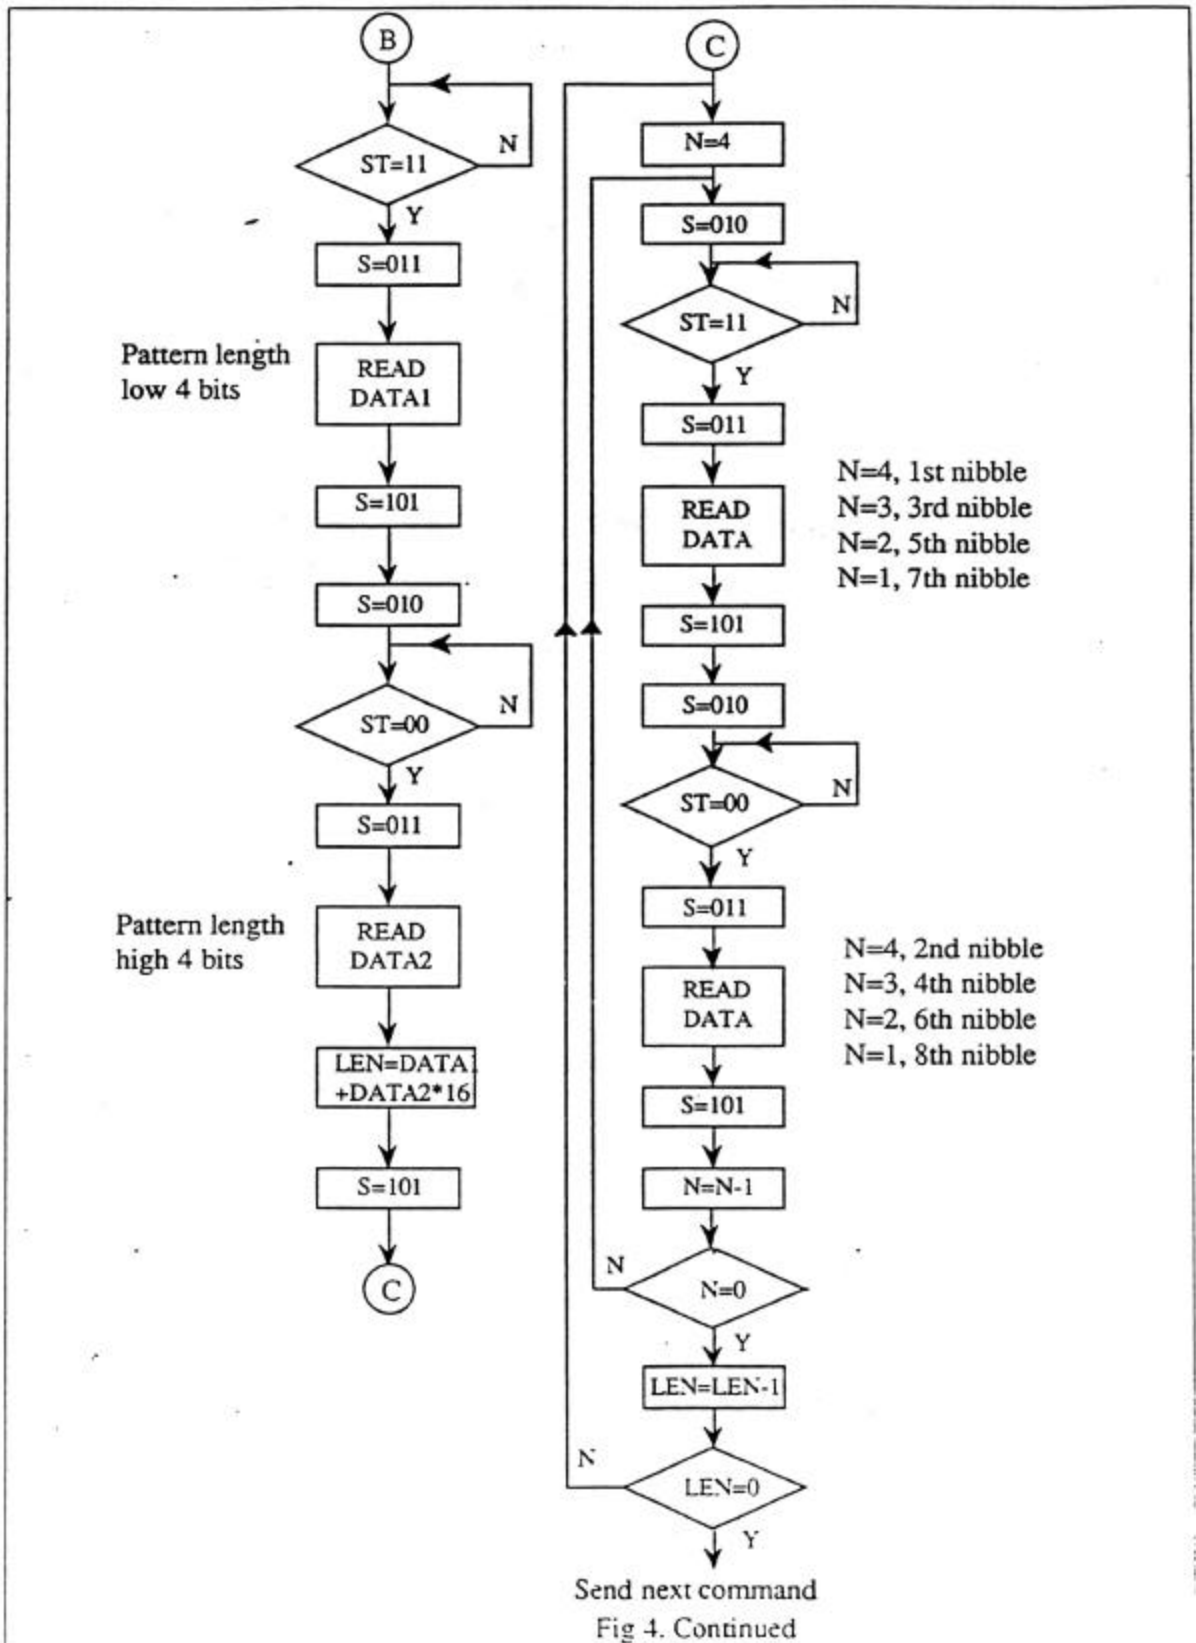 B
ST=11
N
Y
S=011
Pattern length
low 4 bits
READ
DATA1
S=101
S=010
ST=00
N
Y
S=011
Pattern length
high 4 bits
READ
DATA2
LEN=DATA1
+DATA2*16
S=101
C
C
N=4
S=010
ST=11
N
Y
S=011
READ
DATA
N=4, 1st nibble
N=3, 3rd nibble
N=2, 5th nibble
N=1, 7th nibble
S=101
S=010
ST=00
N
Y
S=011
READ
DATA
N=4, 2nd nibble
N=3, 4th nibble
N=2, 6th nibble
N=1, 8th nibble
S=101
N=N-1
N=0
N
Y
LEN=LEN-1
LEN=0
N
Y
Send next command
Fig 4. Continued